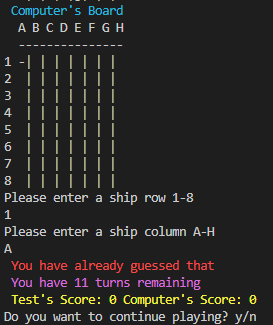 Computer's Board
A B C D E F G H
---------------
1 -| | | | | | |
2  | | | | | | |
3  | | | | | | |
4  | | | | | | |
5  | | | | | | |
6  | | | | | | |
7  | | | | | | |
8  | | | | | | |
Please enter a ship row 1-8
1
Please enter a ship column A-H
A
You have already guessed that
You have 11 turns remaining
Test's Score: 0 Computer's Score: 0
Do you want to continue playing? y/n